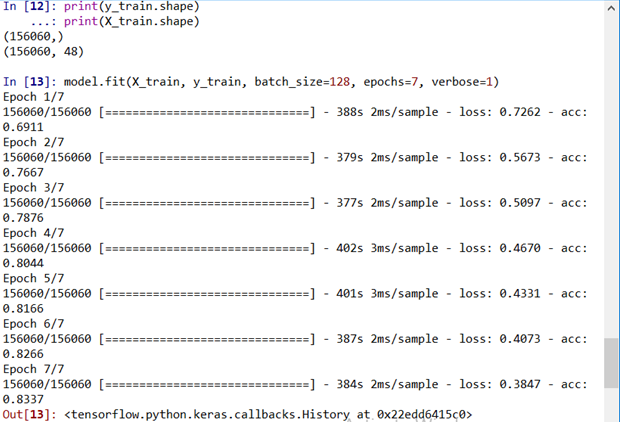 In [12]: print(y_train.shape)
    ...: print(X_train.shape)
(156060,)
(156060, 48)
In [13]: model.fit(X_train, y_train, batch_size=128, epochs=7, verbose=1)
Epoch 1/7
156060/156060 [==============================] - 388s 2ms/sample - loss: 0.7262 - acc:
0.6911
Epoch 2/7
156060/156060 [==============================] - 379s 2ms/sample - loss: 0.5673 - acc:
0.7667
Epoch 3/7
156060/156060 [==============================] - 377s 2ms/sample - loss: 0.5097 - acc:
0.7876
Epoch 4/7
156060/156060 [==============================] - 402s 3ms/sample - loss: 0.4670 - acc:
0.8044
Epoch 5/7
156060/156060 [==============================] - 401s 3ms/sample - loss: 0.4331 - acc:
0.8166
Epoch 6/7
156060/156060 [==============================] - 387s 2ms/sample - loss: 0.4073 - acc:
0.8266
Epoch 7/7
156060/156060 [==============================] - 384s 2ms/sample - loss: 0.3847 - acc:
0.8337
Out[13]: <tensorflow.python.keras.callbacks.History at 0x22edd6415c0>